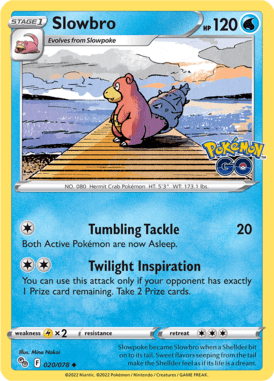 STAGE 1
Slowbro
HP 120
Evolves from Slowpoke
Pokémon
GO
NO. 080 Hermit Crab Pokémon HT: 5'3" WT: 173.1 lbs.
Tumbling Tackle 20
Both Active Pokémon are now Asleep.
Twilight Inspiration
You can use this attack only if your opponent has exactly
1 Prize card remaining. Take 2 Prize cards.
weakness ×2 resistance retreat
Illus. Mina Nakai
F 020/078
Slowpoke became Slowbro when a Shellder bit
on to its tail. Sweet flavors seeping from the tail
make the Shellder feel as if its life is a dream.
©2022 Pokémon / Nintendo / Creatures / GAME FREAK.